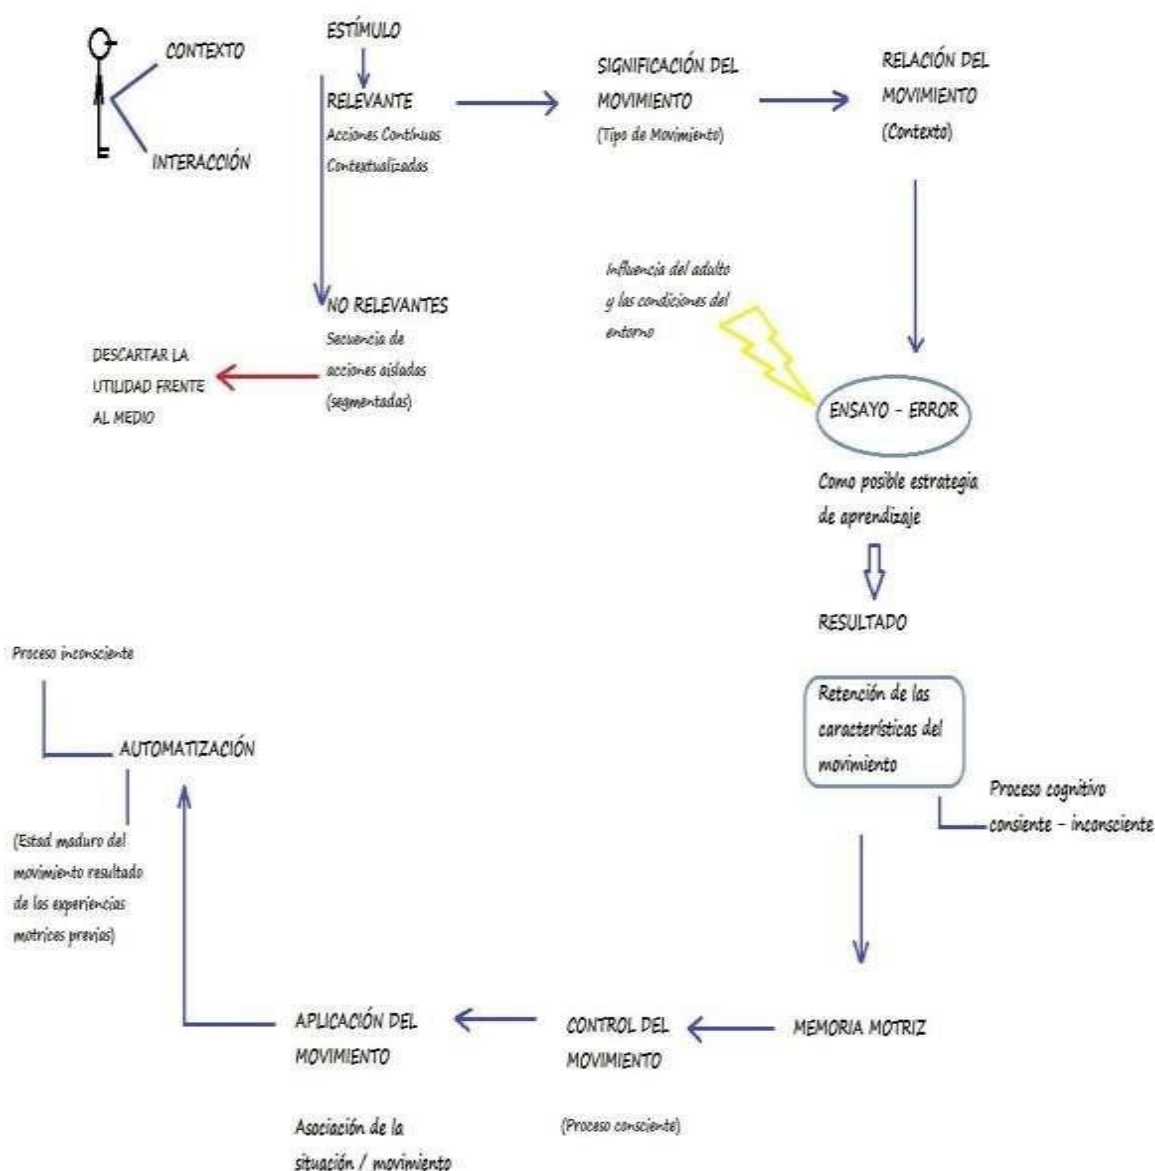 CONTEXTO
INTERACCIÓN
ESTÍMULO
RELEVANTE
Acciones Contínuas
Contextualizadas
SIGNIFICACIÓN DEL
MOVIMIENTO
(Tipo de Movimiento)
RELACIÓN DEL
MOVIMIENTO
(Contexto)
NO RELEVANTES
Secuencia de
acciones aisladas
(segmentadas)
DESCARTAR LA
UTILIDAD FRENTE
AL MEDIO
Influencia del adulto
y las condiciones del
entorno
ENSAYO - ERROR
Como posible estrategia
de aprendizaje
RESULTADO
Retención de las
características del
movimiento
Proceso cognitivo
consiente - inconsciente
MEMORIA MOTRIZ
CONTROL DEL
MOVIMIENTO
(Proceso consciente)
APLICACIÓN DEL
MOVIMIENTO
Asociación de la
situación / movimiento
AUTOMATIZACIÓN
Proceso inconsciente
(Estad maduro del
movimiento resultado
de las experiencias
motrices previas)